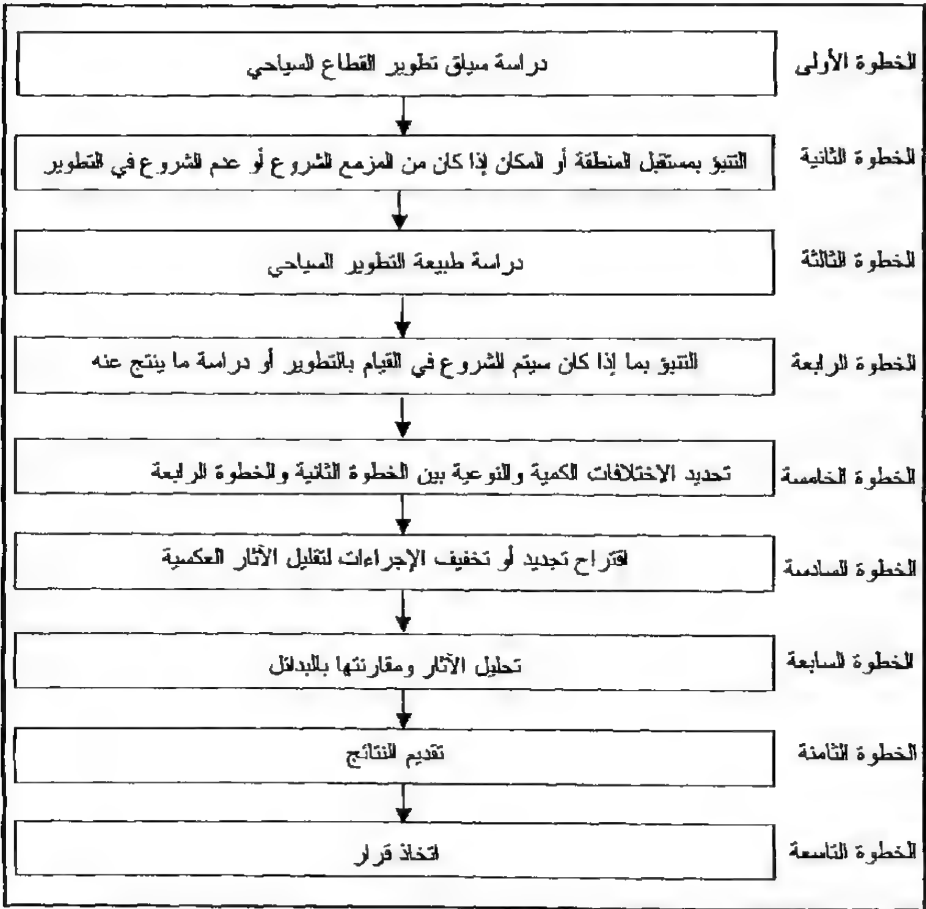 الخطوة الأولى
دراسة سياق تطوير القطاع السياحي
الخطوة الثانية
التنبؤ بمستقبل المنطقة أو المكان إذا كان من المزمع الشروع أو عدم الشروع في التطوير
الخطوة الثالثة
دراسة طبيعة التطوير السياحي
الخطوة الرابعة
التنبؤ بما إذا كان سيتم الشروع في القيام بالتطوير أو دراسة ما ينتج عنه
الخطوة الخامسة
تحديد الاختلافات الكمية والنوعية بين الخطوة الثانية والخطوة الرابعة
الخطوة السادسة
اقتراح تجديد أو تخفيف الإجراءات لتقليل الآثار العكسية
الخطوة السابعة
تحليل الآثار ومقارنتها بالبدائل
الخطوة الثامنة
تقديم النتائج
الخطوة التاسعة
اتخاذ قرار